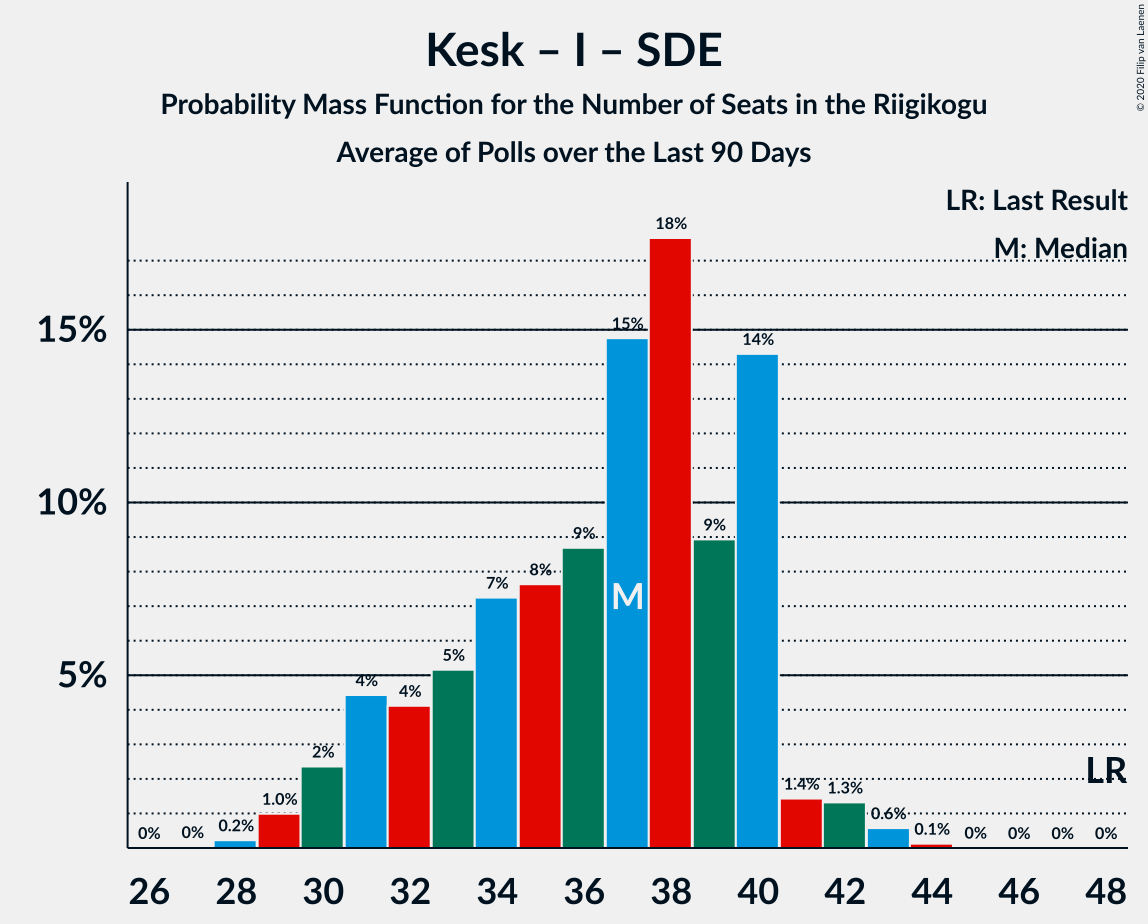 Kesk – I – SDE
Probability Mass Function for the Number of Seats in the Riigikogu
Average of Polls over the Last 90 Days
© 2020 Filip van Laenen
LR: Last Result
M: Median
15%
10%
5%
0% 0% 0.2% 1.0% 2% 4% 4% 5% 7% 8% 9% 15% 18% 9% 14% 1.4% 1.3% 0.6% 0.1% 0% 0% 0% 0%
M
LR
26 28 30 32 34 36 38 40 42 44 46 48